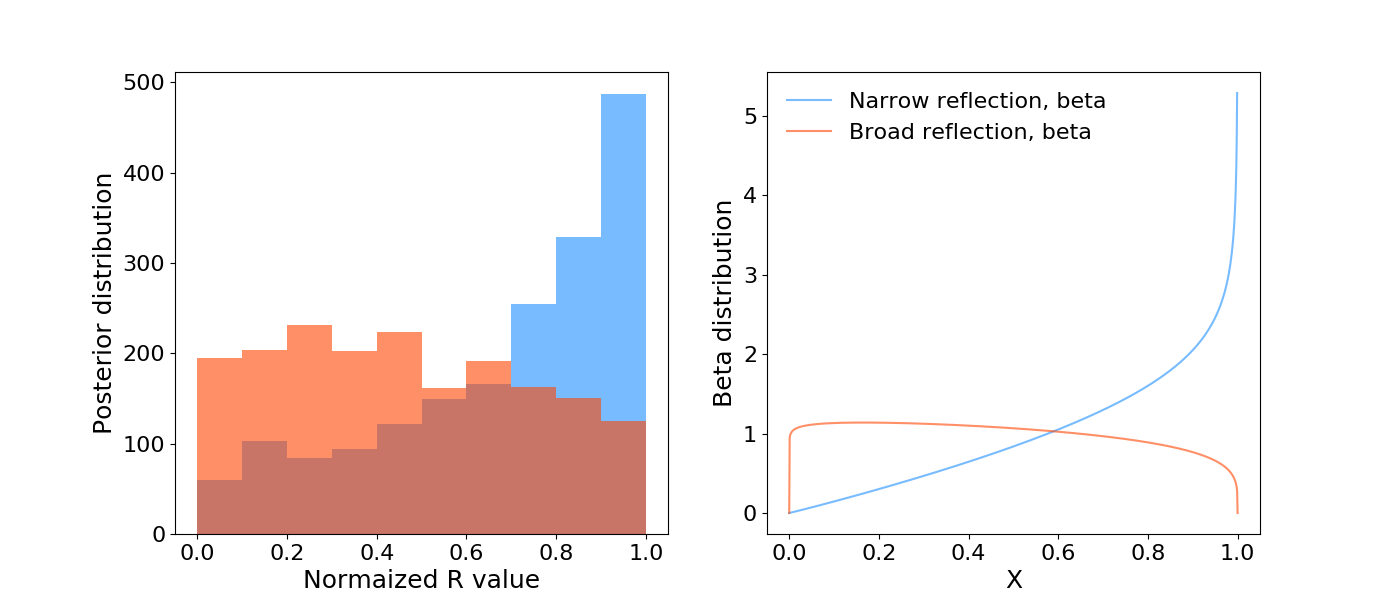 500
400
300
200
100
0
Posterior distribution
0.0 0.2 0.4 0.6 0.8 1.0
Normaized R value
Narrow reflection, beta
Broad reflection, beta
5
4
3
2
1
0
Beta distribution
0.0 0.2 0.4 0.6 0.8 1.0
X